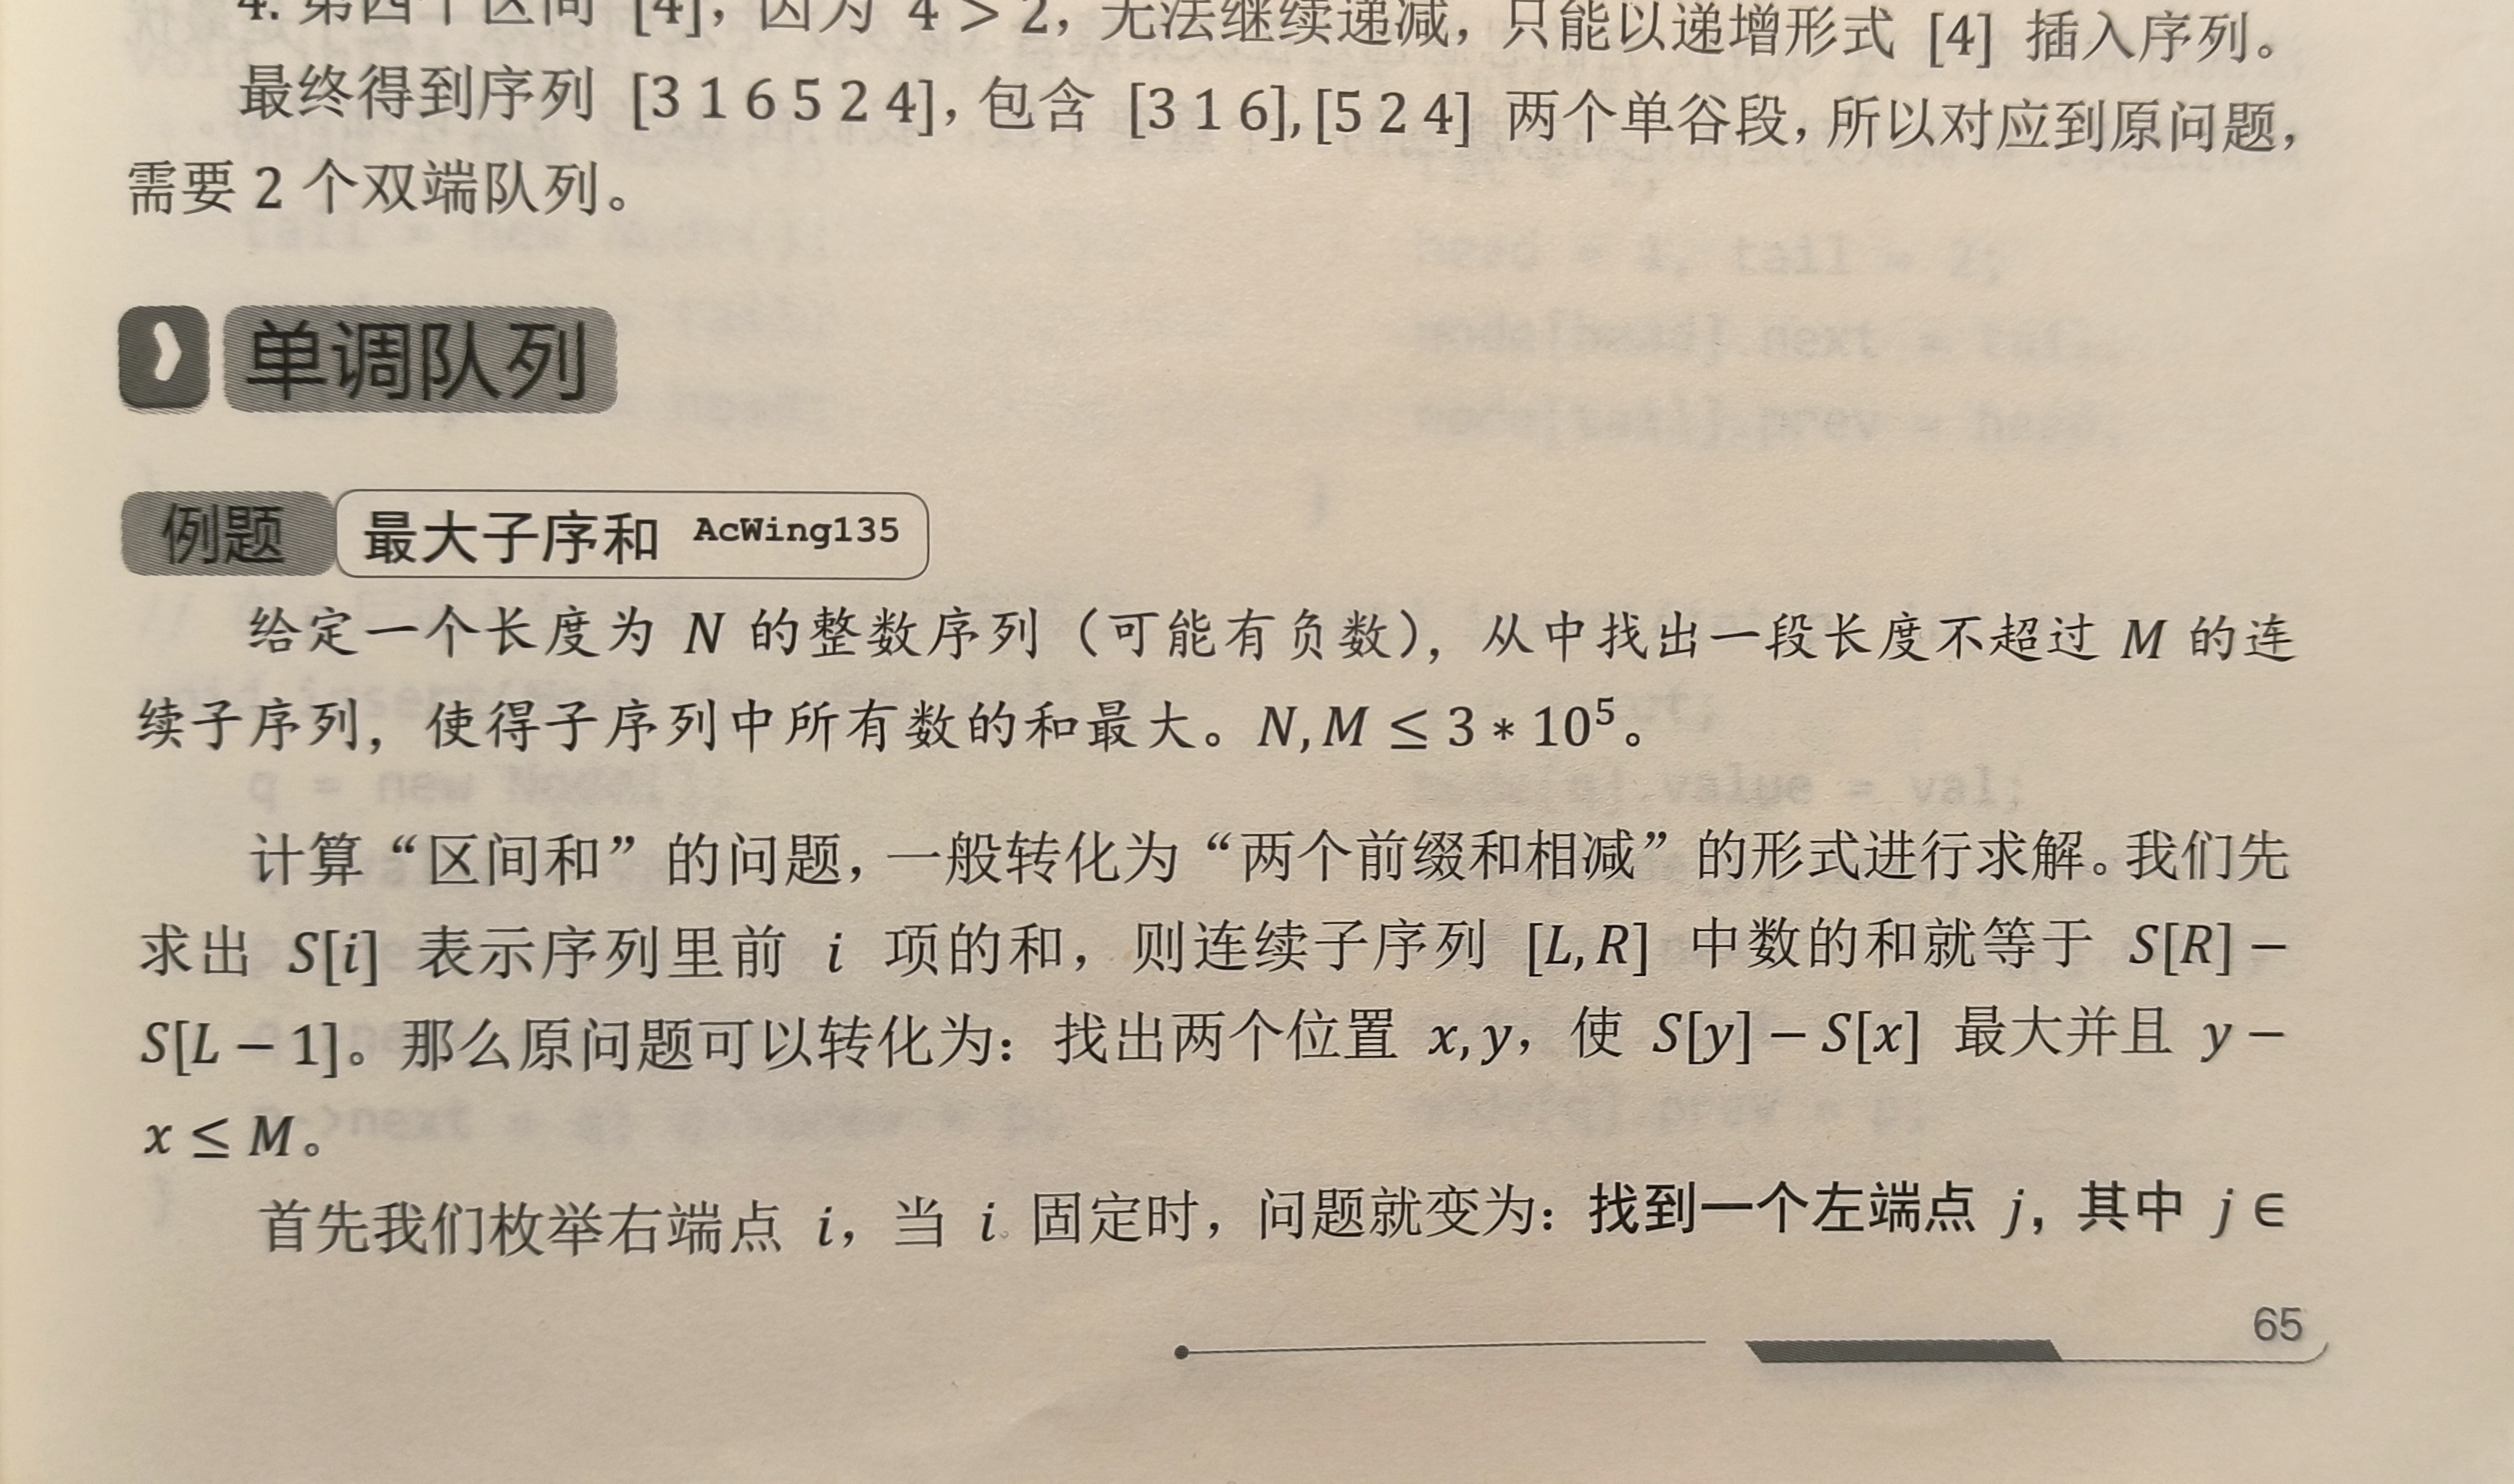 4. 第四个区间 [4]，因为 4 > 2，无法继续递减，只能以递增形式 [4] 插入序列。
最终得到序列 [3 1 6 5 2 4]，包含 [3 1 6], [5 2 4] 两个单谷段，所以对应到原问题，
需要 2 个双端队列。
单调队列
例题 最大子序和 AcWing135
给定一个长度为 N 的整数序列（可能有负数），从中找出一段长度不超过 M 的连
续子序列，使得子序列中所有数的和最大。N, M ≤ 3 * 10⁵。
计算“区间和”的问题，一般转化为“两个前缀和相减”的形式进行求解。我们先
求出 S[i] 表示序列里前 i 项的和，则连续子序列 [L, R] 中数的和就等于 S[R] −
S[L − 1]。那么原问题可以转化为：找出两个位置 x, y，使 S[y] − S[x] 最大并且 y −
x ≤ M。
首先我们枚举右端点 i，当 i 固定时，问题就变为：找到一个左端点 j，其中 j ∈
65